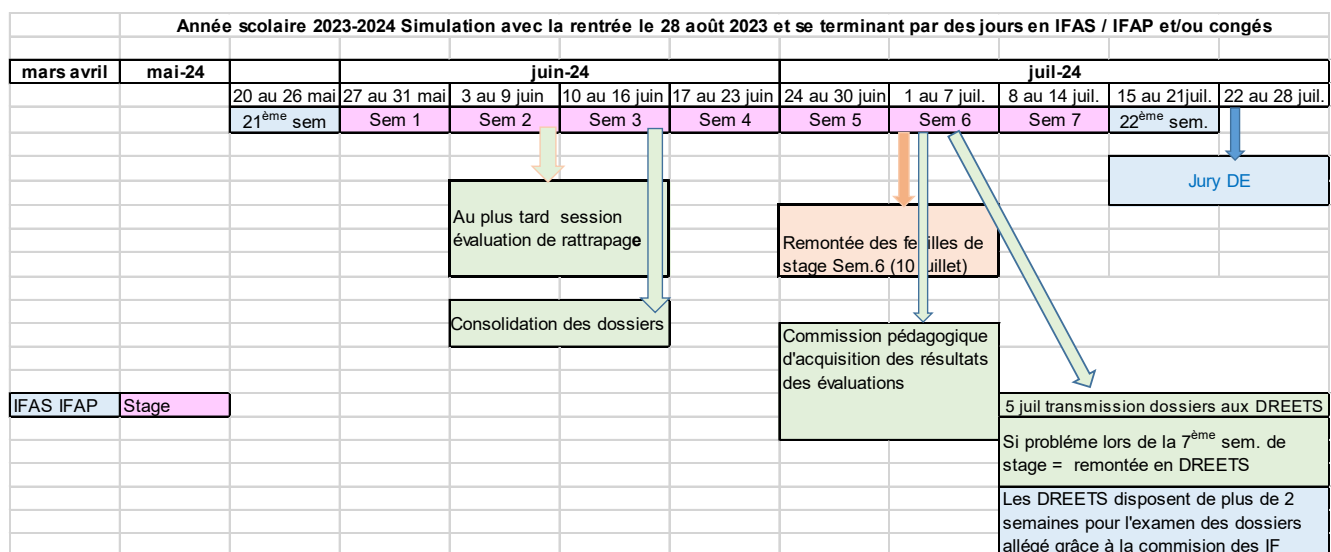 Année scolaire 2023-2024 Simulation avec la rentrée le 28 août 2023 et se terminant par des jours en IFAS / IFAP et/ou congés
mars avril mai-24 juin-24 juil-24
20 au 26 mai 27 au 31 mai 3 au 9 juin 10 au 16 juin 17 au 23 juin 24 au 30 juin 1 au 7 juil. 8 au 14 juil. 15 au 21juil. 22 au 28 juil.
21ème sem Sem 1 Sem 2 Sem 3 Sem 4 Sem 5 Sem 6 Sem 7 22ème sem.
Jury DE
Au plus tard session
évaluation de rattrapage
Remontée des feuilles de
stage Sem.6 (10 juillet)
Consolidation des dossiers
Commission pédagogique
d'acquisition des résultats
des évaluations
IFAS IFAP Stage
5 juil transmission dossiers aux DREETS
Si probléme lors de la 7ème sem. de
stage = remontée en DREETS
Les DREETS disposent de plus de 2
semaines pour l'examen des dossiers
allégé grâce à la commision des IF